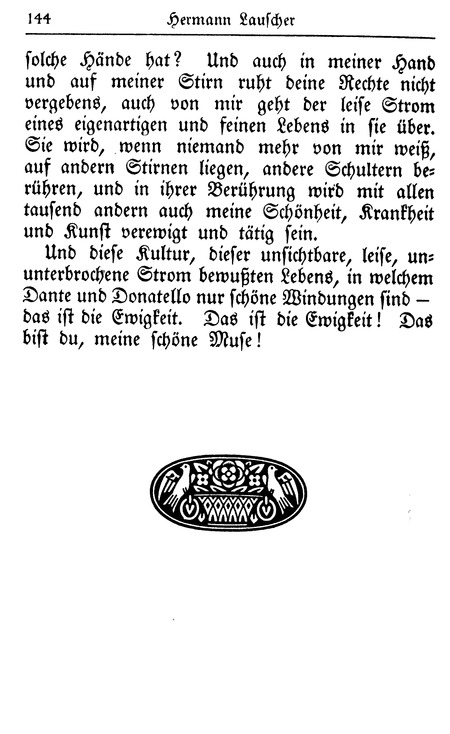 144 Hermann Lauscher
solche Hände hat? Und auch in meiner Hand
und auf meiner Stirn ruht deine Rechte nicht
vergebens, auch von mir geht der leise Strom
eines eigenartigen und feinen Lebens in sie über.
Sie wird, wenn niemand mehr von mir weiß,
auf andern Stirnen liegen, andere Schultern be-
rühren, und in ihrer Berührung wird mit allen
tausend andern auch meine Schönheit, Krankheit
und Kunst verewigt und tätig sein.
Und diese Kultur, dieser unsichtbare, leise, un-
unterbrochene Strom bewußten Lebens, in welchem
Dante und Donatello nur schöne Windungen sind —
das ist die Ewigkeit. Das ist die Ewigkeit! Das
bist du, meine schöne Muse!